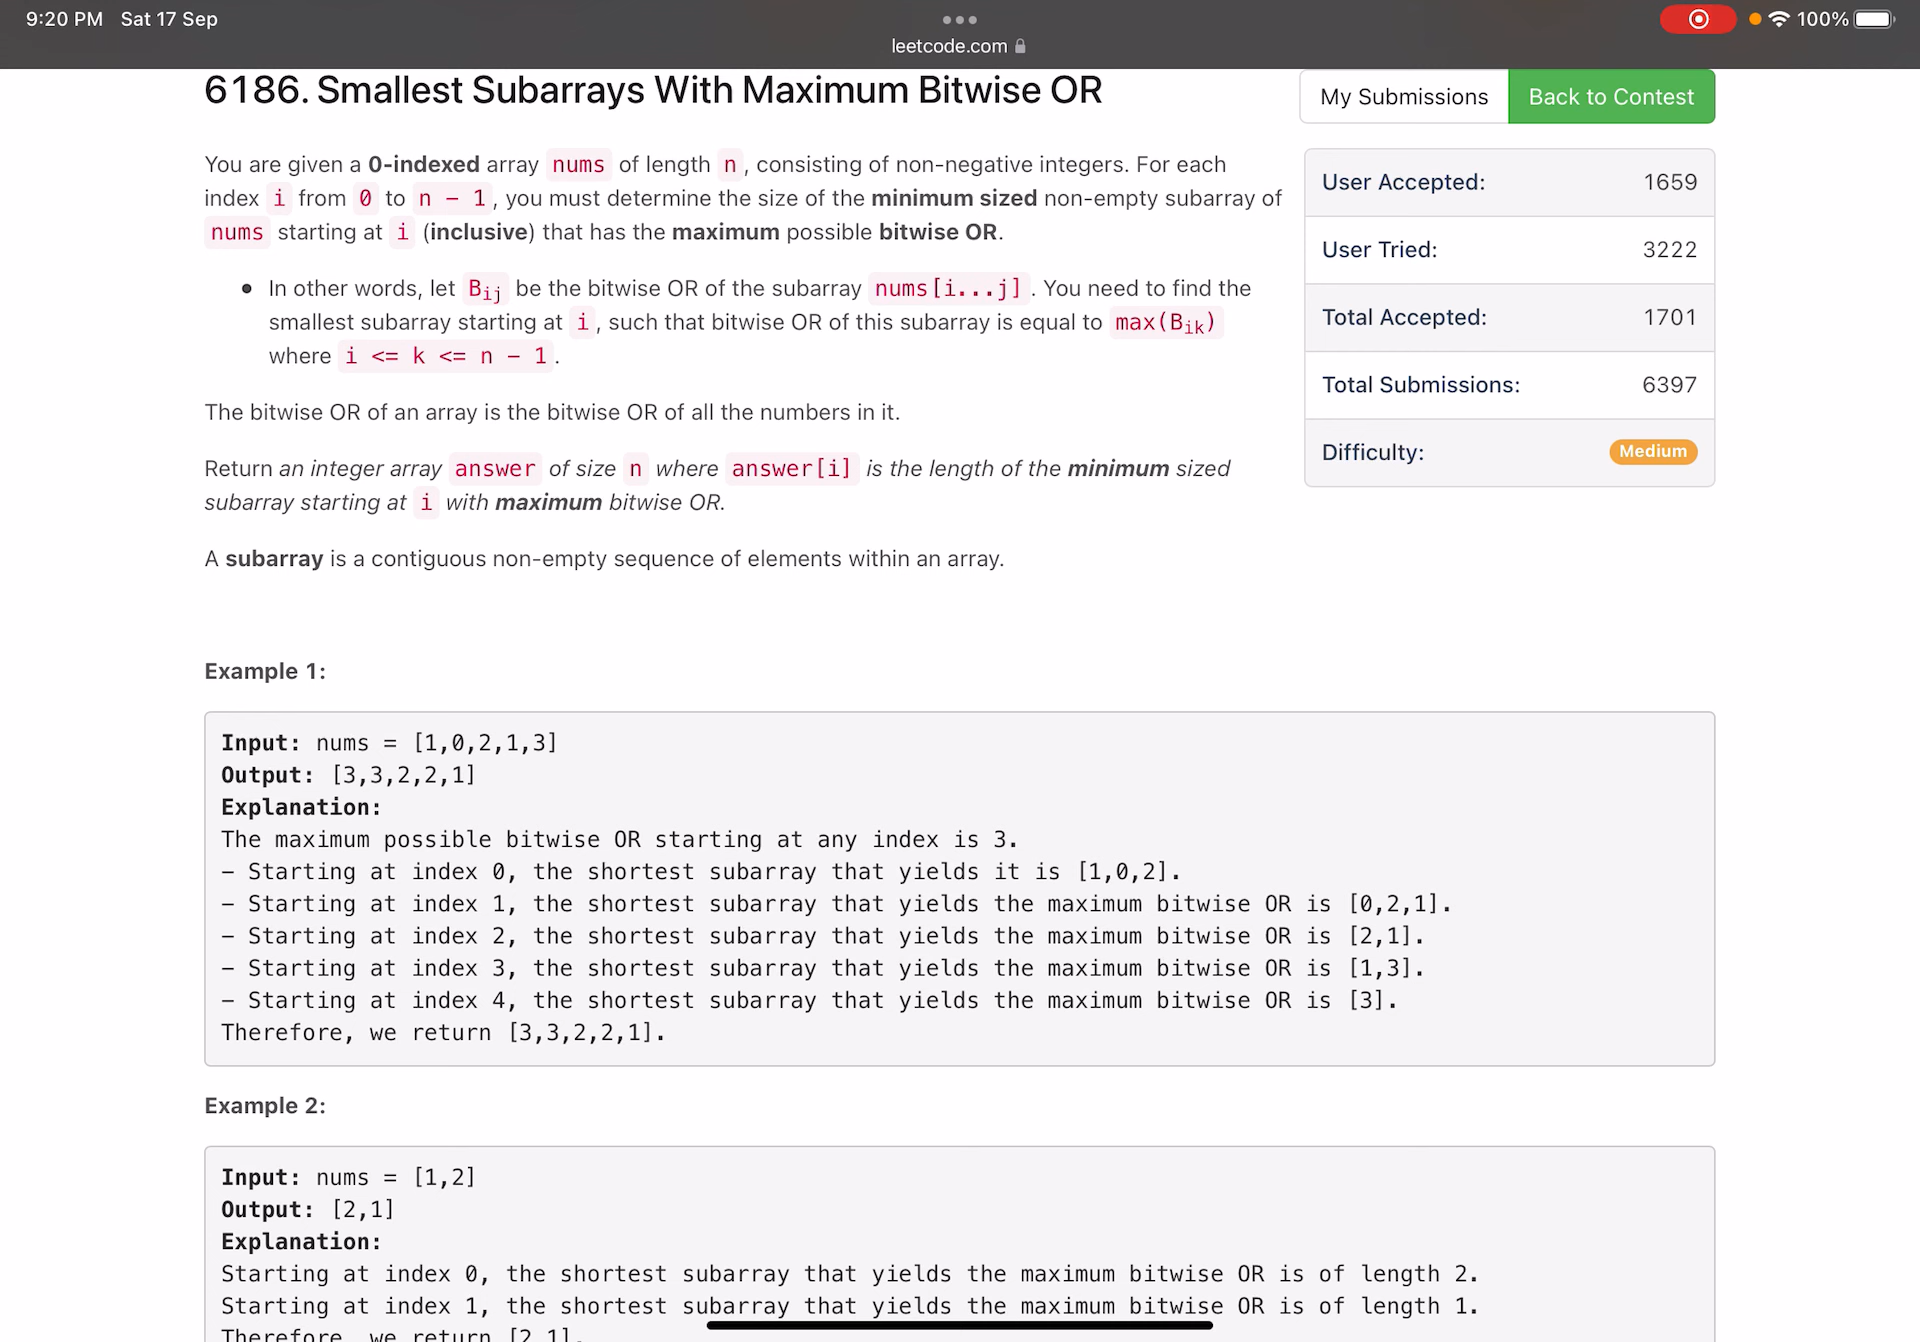 9:20 PM Sat 17 Sep
100%
leetcode.com
6186. Smallest Subarrays With Maximum Bitwise OR
My Submissions
Back to Contest
You are given a 0-indexed array nums of length n, consisting of non-negative integers. For each
index i from 0 to n - 1, you must determine the size of the minimum sized non-empty subarray of
nums starting at i (inclusive) that has the maximum possible bitwise OR.
• In other words, let Bij be the bitwise OR of the subarray nums[i...j]. You need to find the
smallest subarray starting at i, such that bitwise OR of this subarray is equal to max(Bik)
where i <= k <= n - 1.
The bitwise OR of an array is the bitwise OR of all the numbers in it.
Return an integer array answer of size n where answer[i] is the length of the minimum sized
subarray starting at i with maximum bitwise OR.
A subarray is a contiguous non-empty sequence of elements within an array.
User Accepted: 1659
User Tried: 3222
Total Accepted: 1701
Total Submissions: 6397
Difficulty: Medium
Example 1:
Input: nums = [1,0,2,1,3]
Output: [3,3,2,2,1]
Explanation:
The maximum possible bitwise OR starting at any index is 3.
- Starting at index 0, the shortest subarray that yields it is [1,0,2].
- Starting at index 1, the shortest subarray that yields the maximum bitwise OR is [0,2,1].
- Starting at index 2, the shortest subarray that yields the maximum bitwise OR is [2,1].
- Starting at index 3, the shortest subarray that yields the maximum bitwise OR is [1,3].
- Starting at index 4, the shortest subarray that yields the maximum bitwise OR is [3].
Therefore, we return [3,3,2,2,1].
Example 2:
Input: nums = [1,2]
Output: [2,1]
Explanation:
Starting at index 0, the shortest subarray that yields the maximum bitwise OR is of length 2.
Starting at index 1, the shortest subarray that yields the maximum bitwise OR is of length 1.
Therefore, we return [2,1].